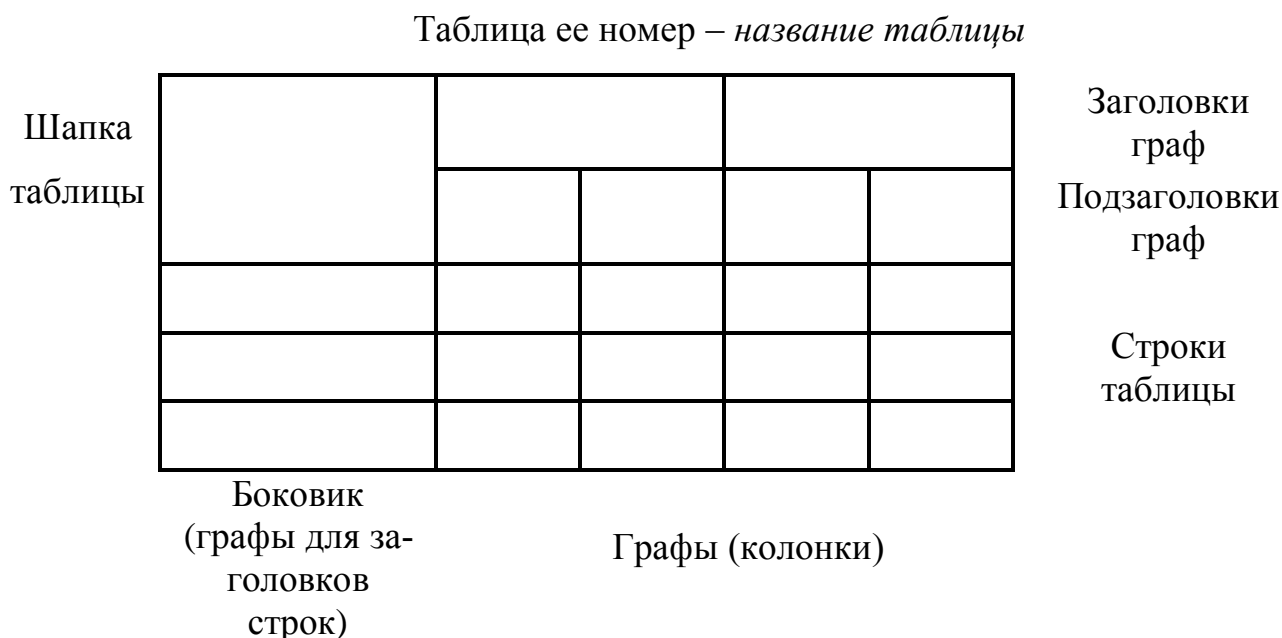 Таблица ее номер – название таблицы
Шапка
таблицы
Заголовки
граф
Подзаголовки
граф
Строки
таблицы
Боковик
(графы для за-
головков
строк)
Графы (колонки)